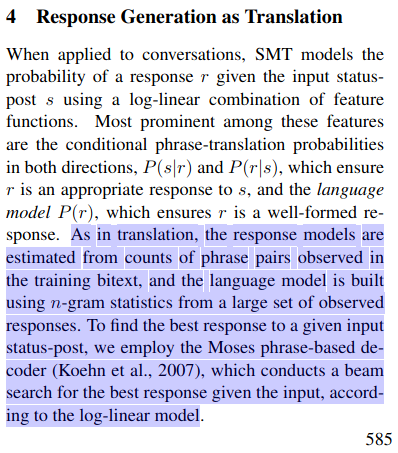 4 Response Generation as Translation
When applied to conversations, SMT models the
probability of a response r given the input status-
post s using a log-linear combination of feature
functions. Most prominent among these features
are the conditional phrase-translation probabilities
in both directions, P(s|r) and P(r|s), which ensure
r is an appropriate response to s, and the language
model P(r), which ensures r is a well-formed re-
sponse. As in translation, the response models are
estimated from counts of phrase pairs observed in
the training bitext, and the language model is built
using n-gram statistics from a large set of observed
responses. To find the best response to a given input
status-post, we employ the Moses phrase-based de-
coder (Koehn et al., 2007), which conducts a beam
search for the best response given the input, accord-
ing to the log-linear model.
585